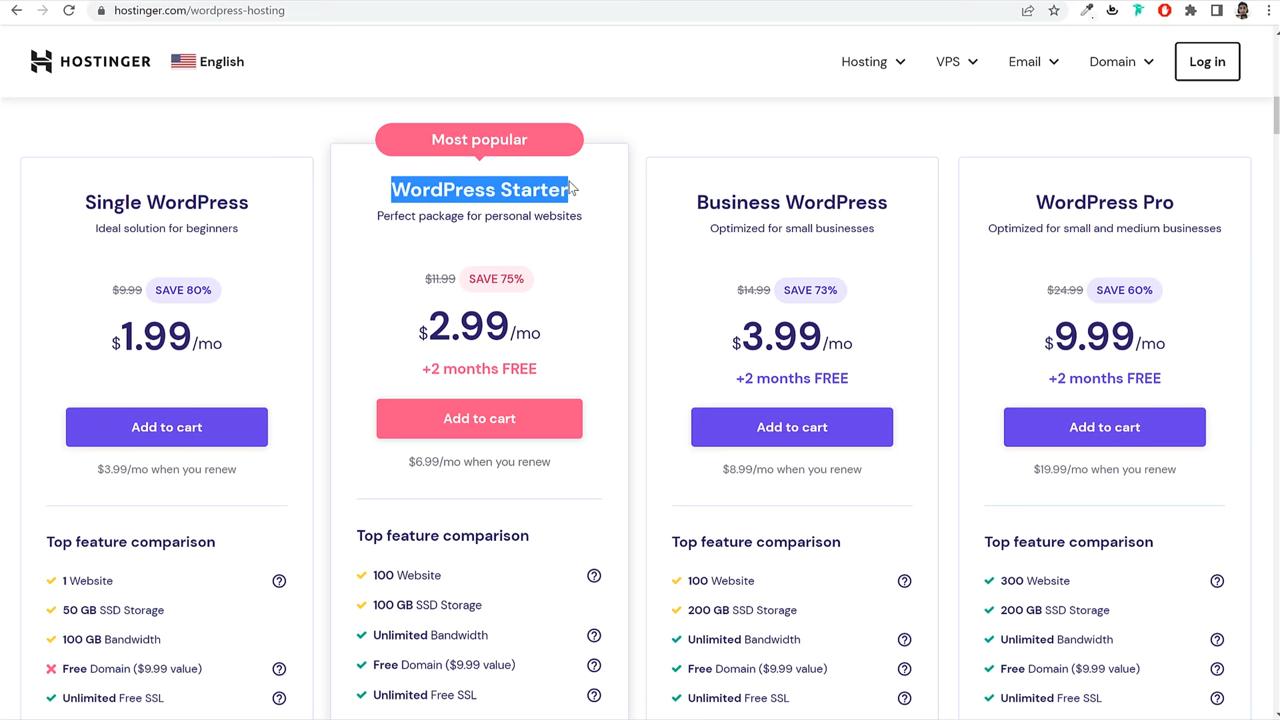 hostinger.com/wordpress-hosting
HOSTINGER
English
Hosting
VPS
Email
Domain
Log in
Single WordPress
Ideal solution for beginners
$9.99 SAVE 80%
$1.99/mo
Add to cart
$3.99/mo when you renew
Top feature comparison
1 Website
50 GB SSD Storage
100 GB Bandwidth
Free Domain ($9.99 value)
Unlimited Free SSL
Most popular
WordPress Starter
Perfect package for personal websites
$11.99 SAVE 75%
$2.99/mo
+2 months FREE
Add to cart
$6.99/mo when you renew
Top feature comparison
100 Website
100 GB SSD Storage
Unlimited Bandwidth
Free Domain ($9.99 value)
Unlimited Free SSL
Business WordPress
Optimized for small businesses
$14.99 SAVE 73%
$3.99/mo
+2 months FREE
Add to cart
$8.99/mo when you renew
Top feature comparison
100 Website
200 GB SSD Storage
Unlimited Bandwidth
Free Domain ($9.99 value)
Unlimited Free SSL
WordPress Pro
Optimized for small and medium businesses
$24.99 SAVE 60%
$9.99/mo
+2 months FREE
Add to cart
$19.99/mo when you renew
Top feature comparison
300 Website
200 GB SSD Storage
Unlimited Bandwidth
Free Domain ($9.99 value)
Unlimited Free SSL